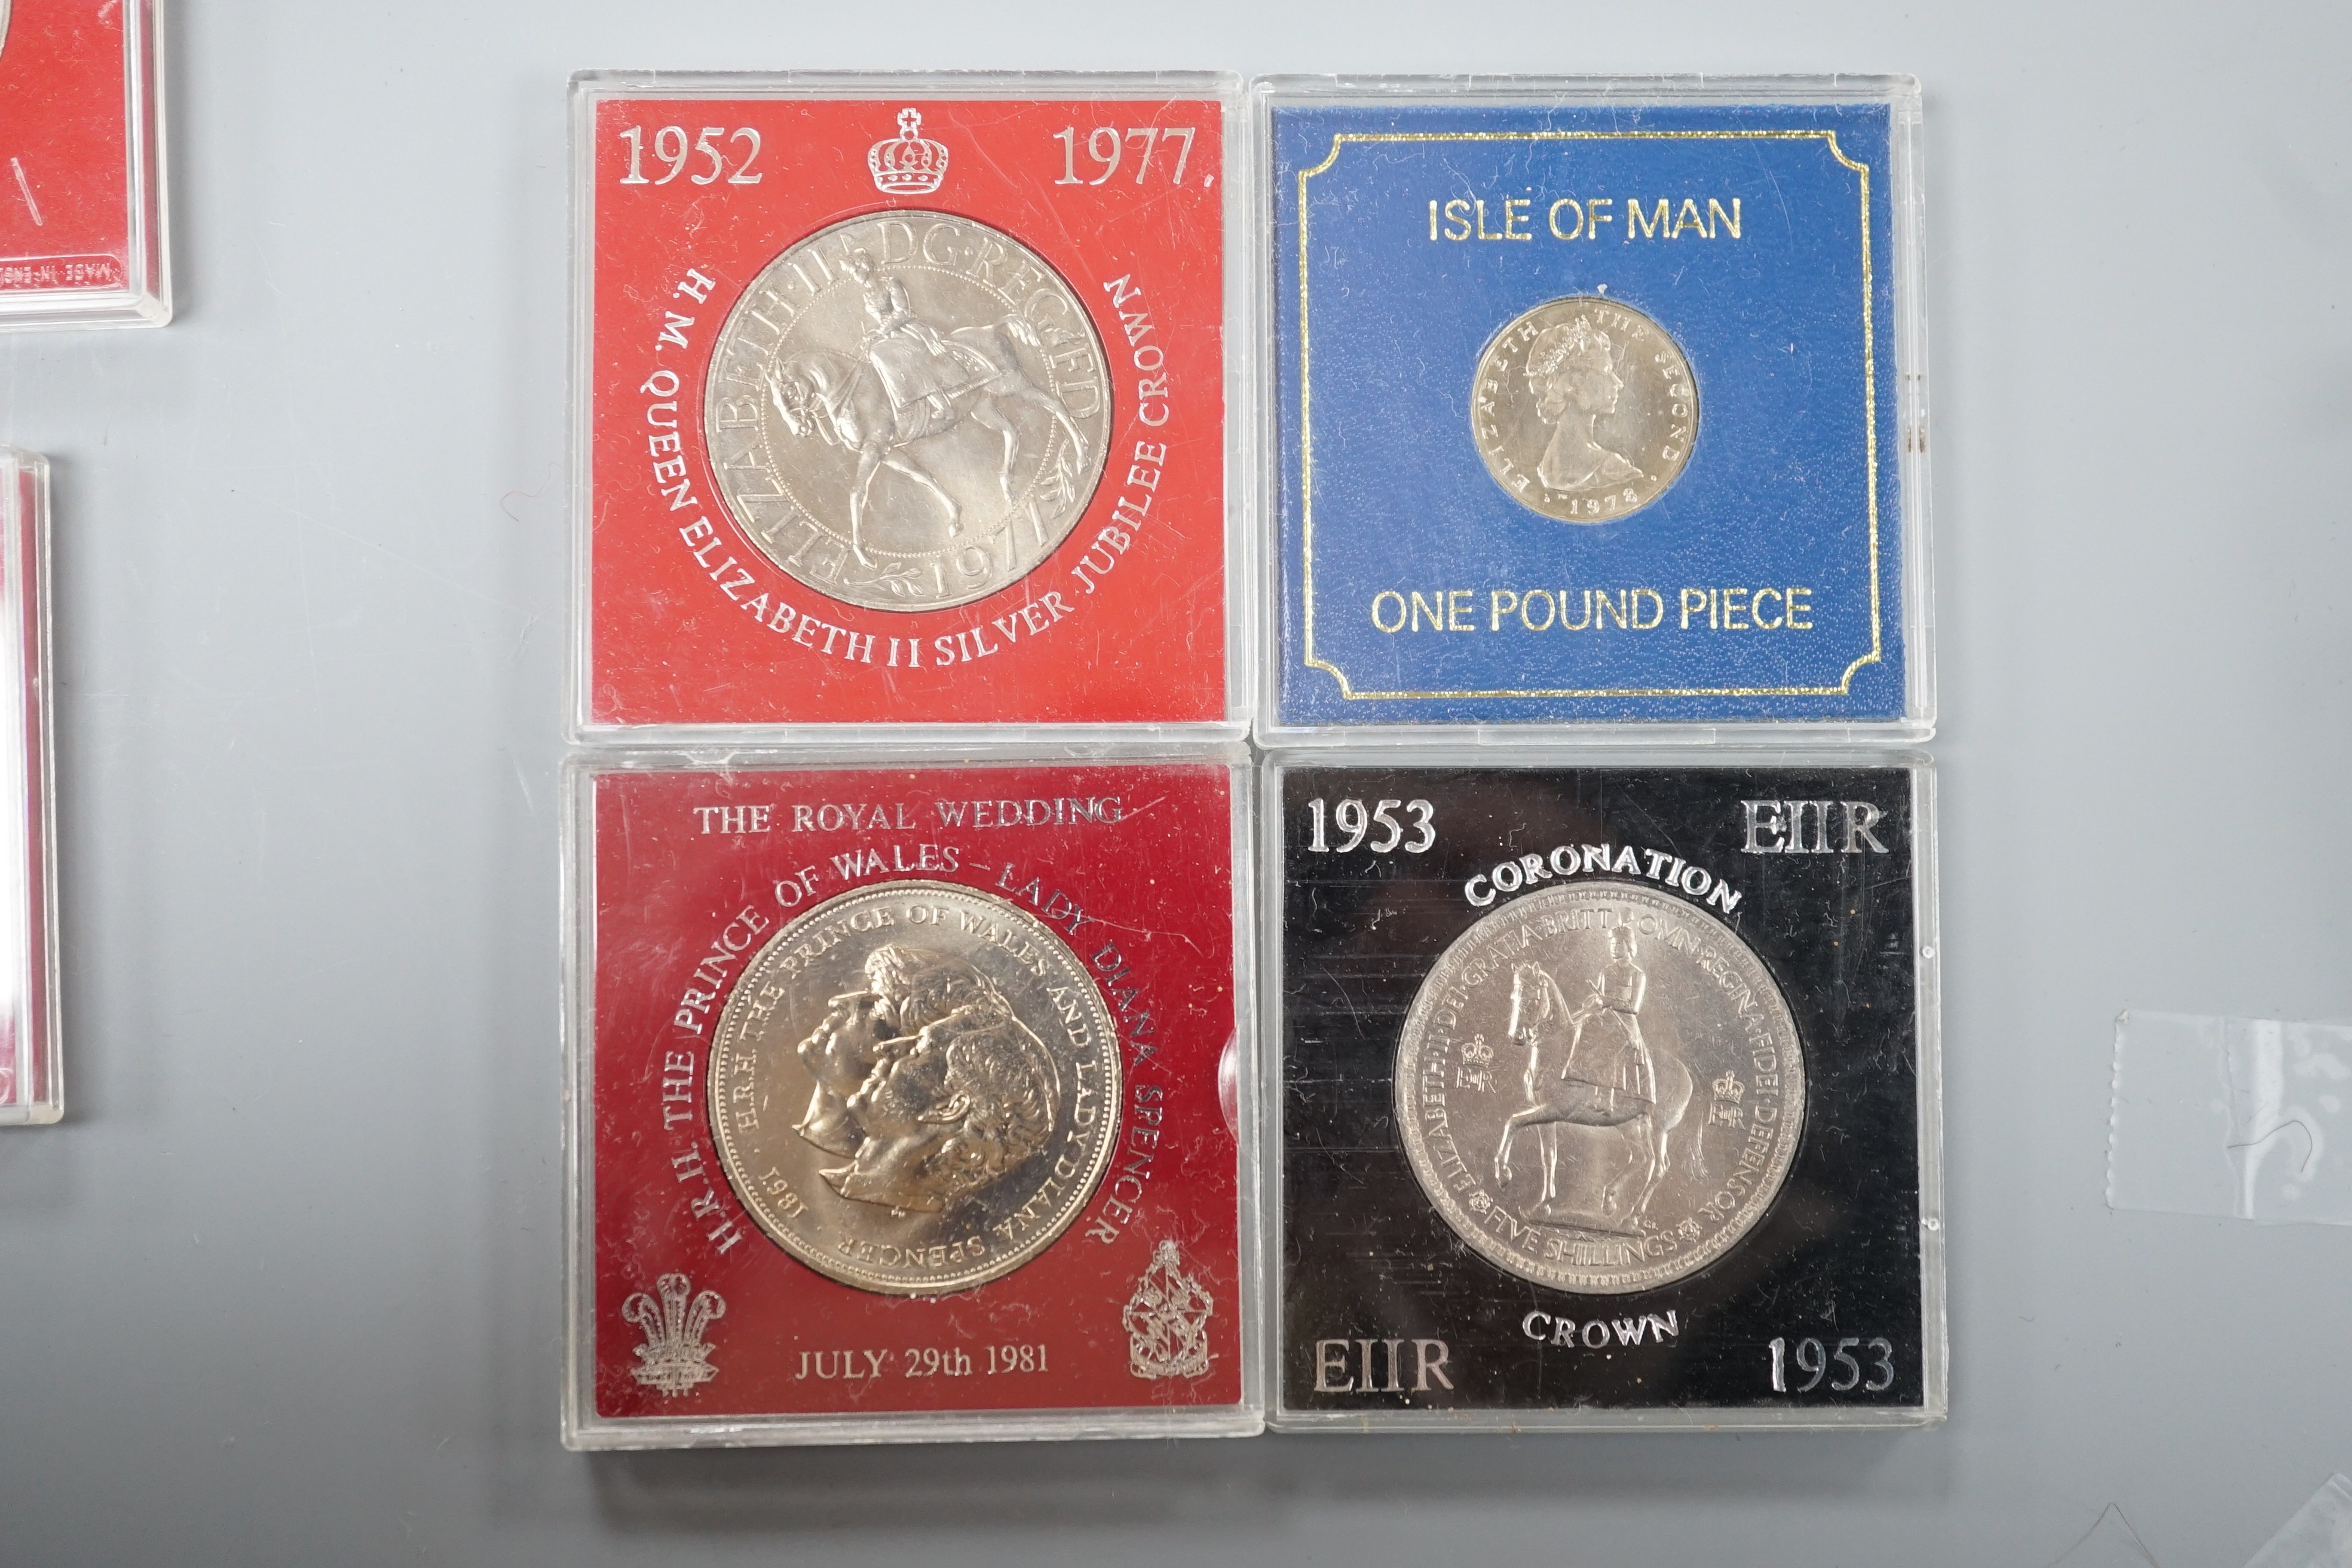 1952 1977
H. M. QUEEN ELIZABETH II SILVER JUBILEE CROWN
ELIZABETH·II DG·REG FD
1977
ISLE OF MAN
ELIZABETH THE SECOND
1978
ONE POUND PIECE
THE ROYAL WEDDING
H.R.H. THE PRINCE OF WALES – LADY DIANA SPENCER
H.R.H. THE PRINCE OF WALES AND LADY·DIANA SPENCER
1981
JULY 29th 1981
1953 EIIR
CORONATION
ELIZABETH·II·DEI·GRATIA·BRITT OMN·REGINA·FIDEI·DEFENSOR
FIVE SHILLINGS
CROWN
EIIR 1953
MADE IN